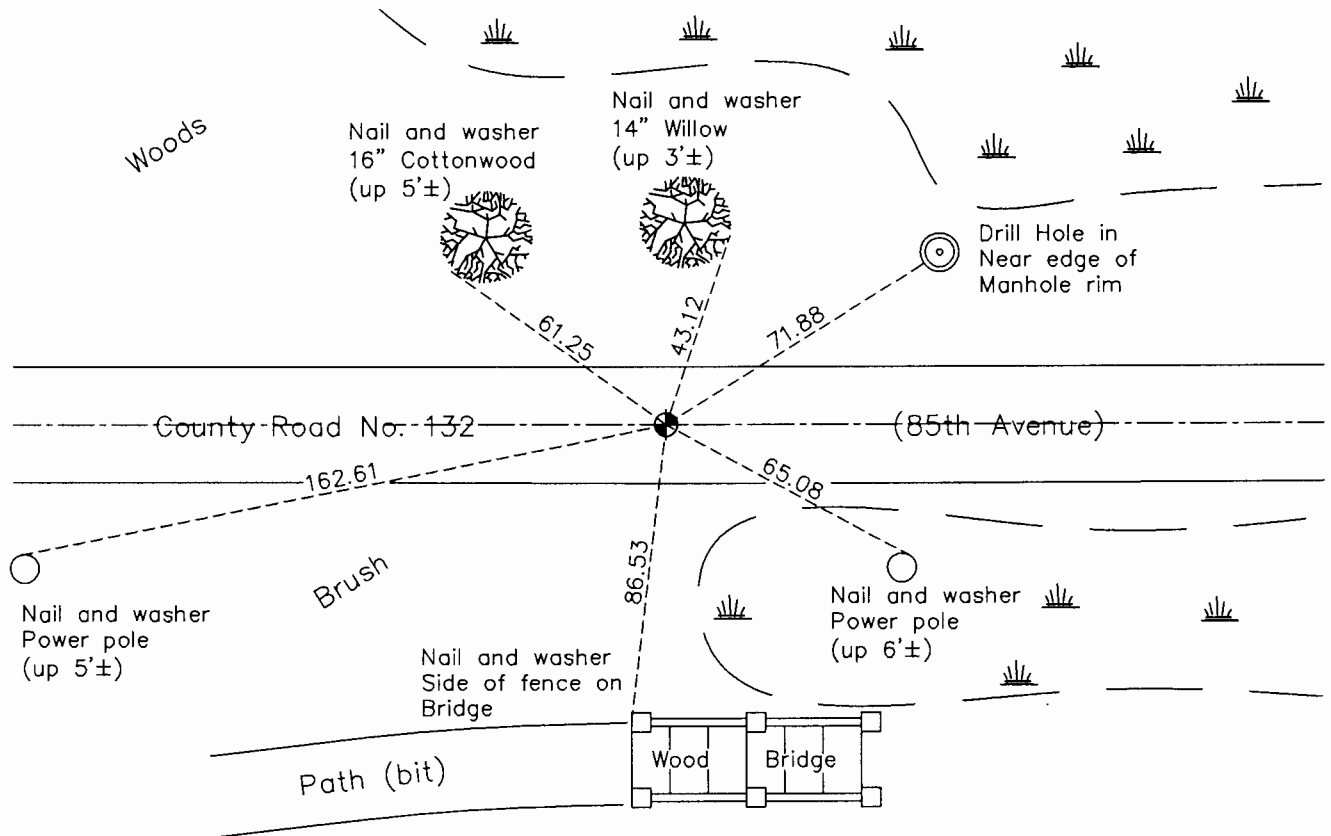 Woods
Nail and washer
16" Cottonwood
(up 5'±)
Nail and washer
14" Willow
(up 3'±)
Drill Hole in
Near edge of
Manhole rim
61.25
43.12
71.88
County Road No. 132
(85th Avenue)
162.61
86.53
65.08
Brush
Nail and washer
Power pole
(up 5'±)
Nail and washer
Side of fence on
Bridge
Nail and washer
Power pole
(up 6'±)
Path (bit)
Wood
Bridge